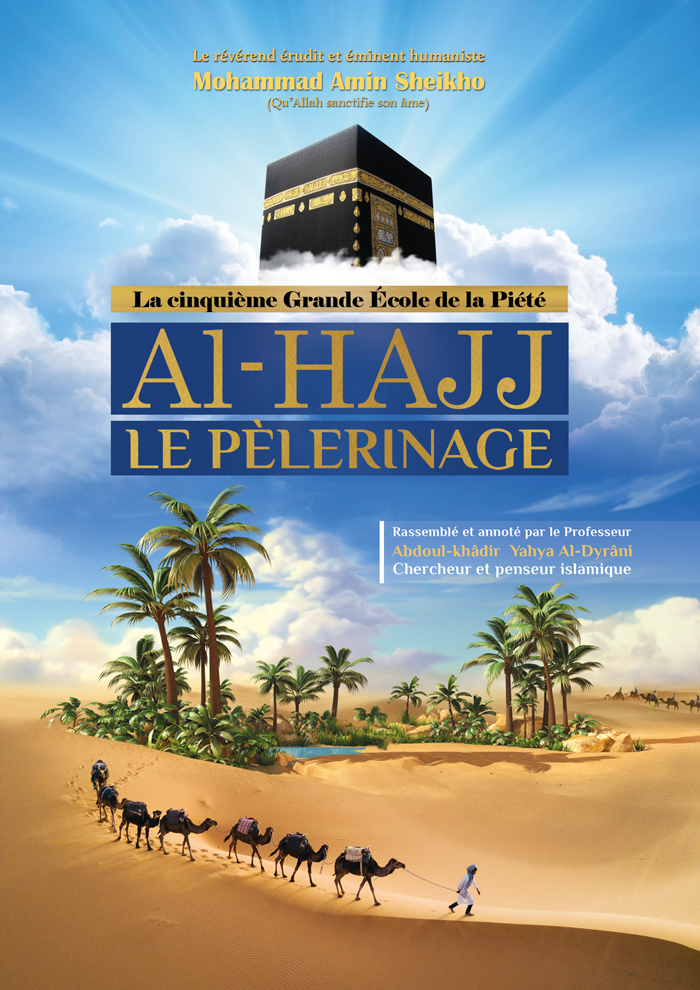 Le révérend érudit et éminent humaniste
Mohammad Amin Sheikho
(Qu'Allah sanctifie son âme)
La cinquième Grande École de la Piété
Al-HAJJ
LE PÈLERINAGE
Rassemblé et annoté par le Professeur
Abdoul-khâdir Yahya Al-Dyrâni
Chercheur et penseur islamique